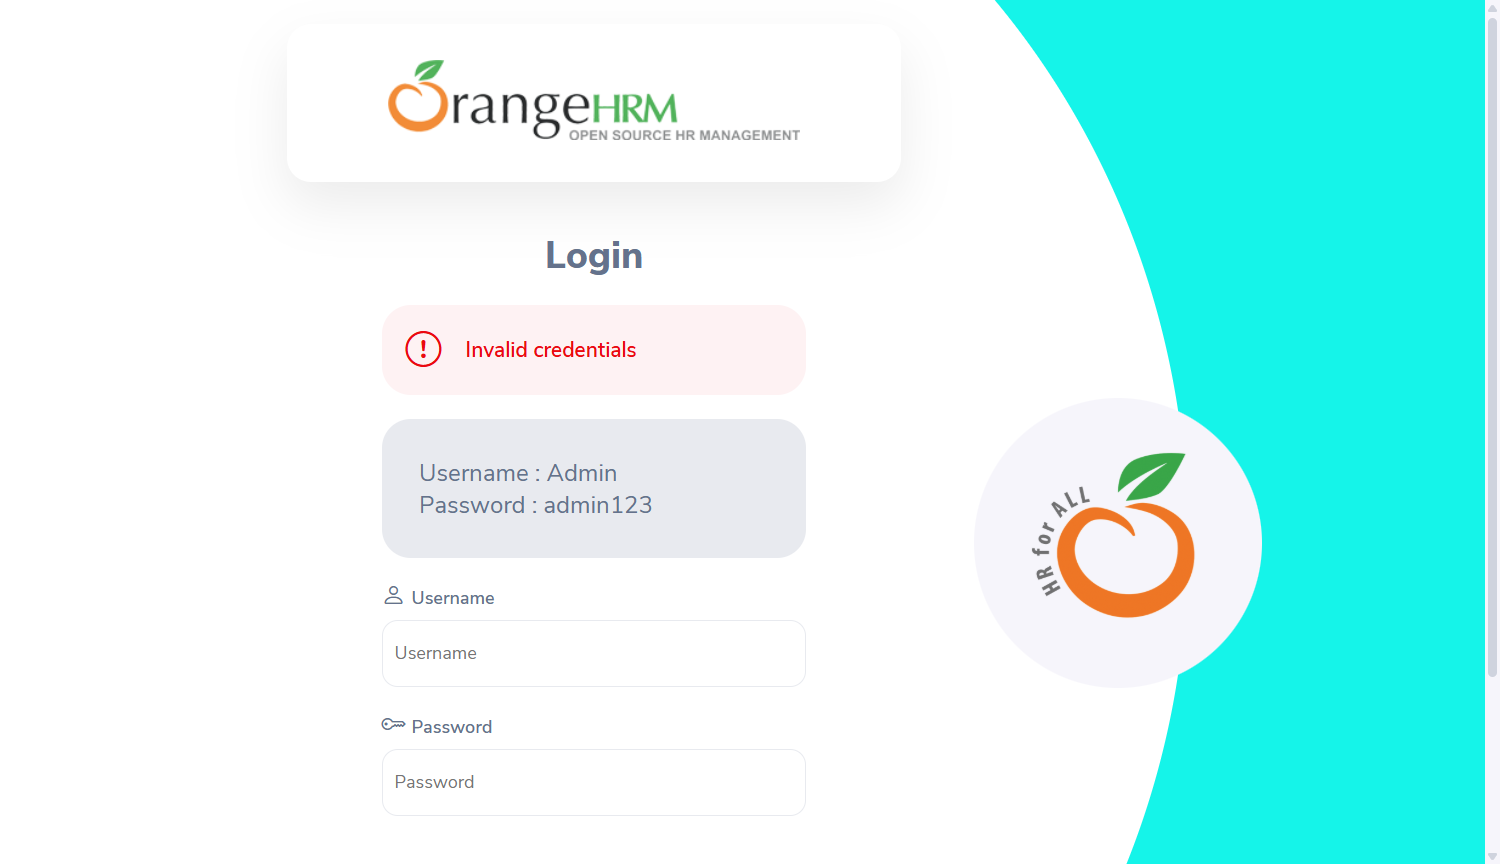 OrangeHRM
OPEN SOURCE HR MANAGEMENT
Login
! Invalid credentials
Username : Admin
Password : admin123
Username
Username
Password
Password
HR for ALL